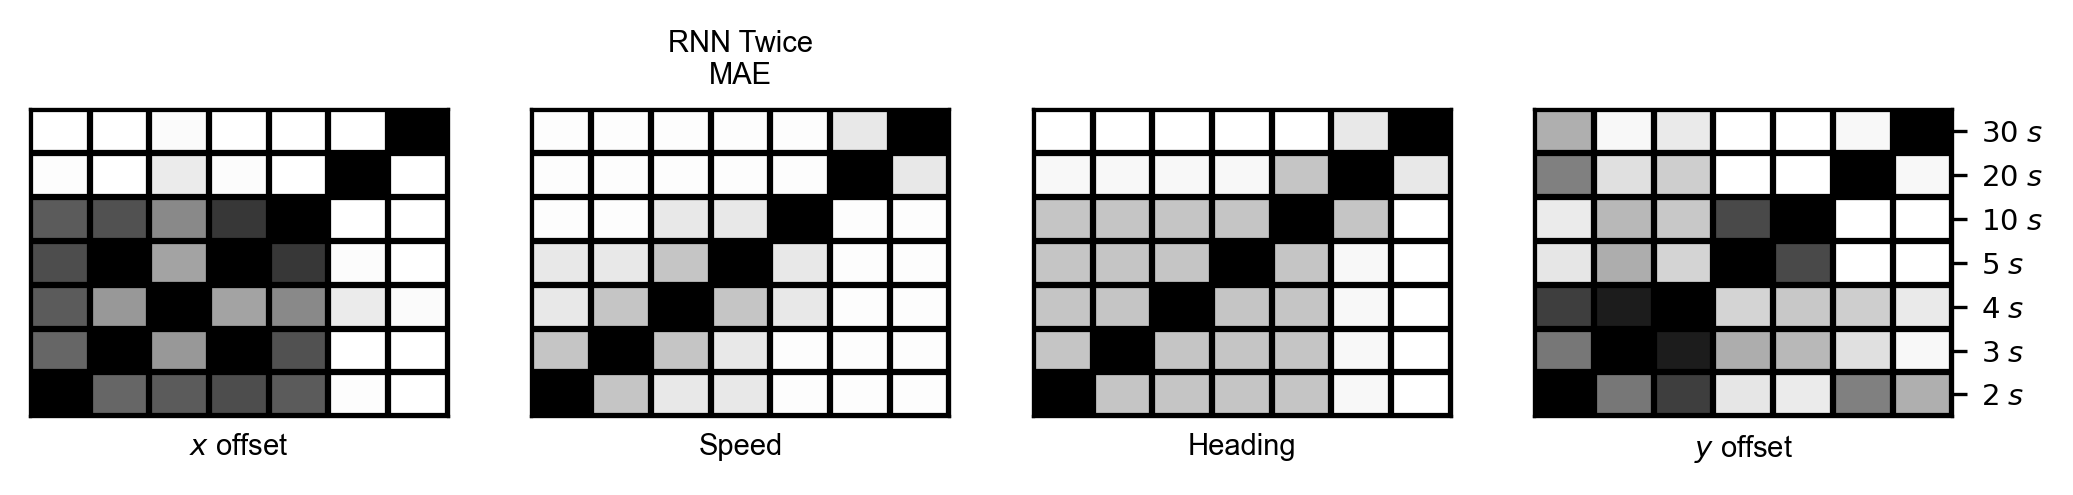 RNN Twice
MAE
30 s
20 s
10 s
5 s
4 s
3 s
2 s
x offset
Speed
Heading
y offset